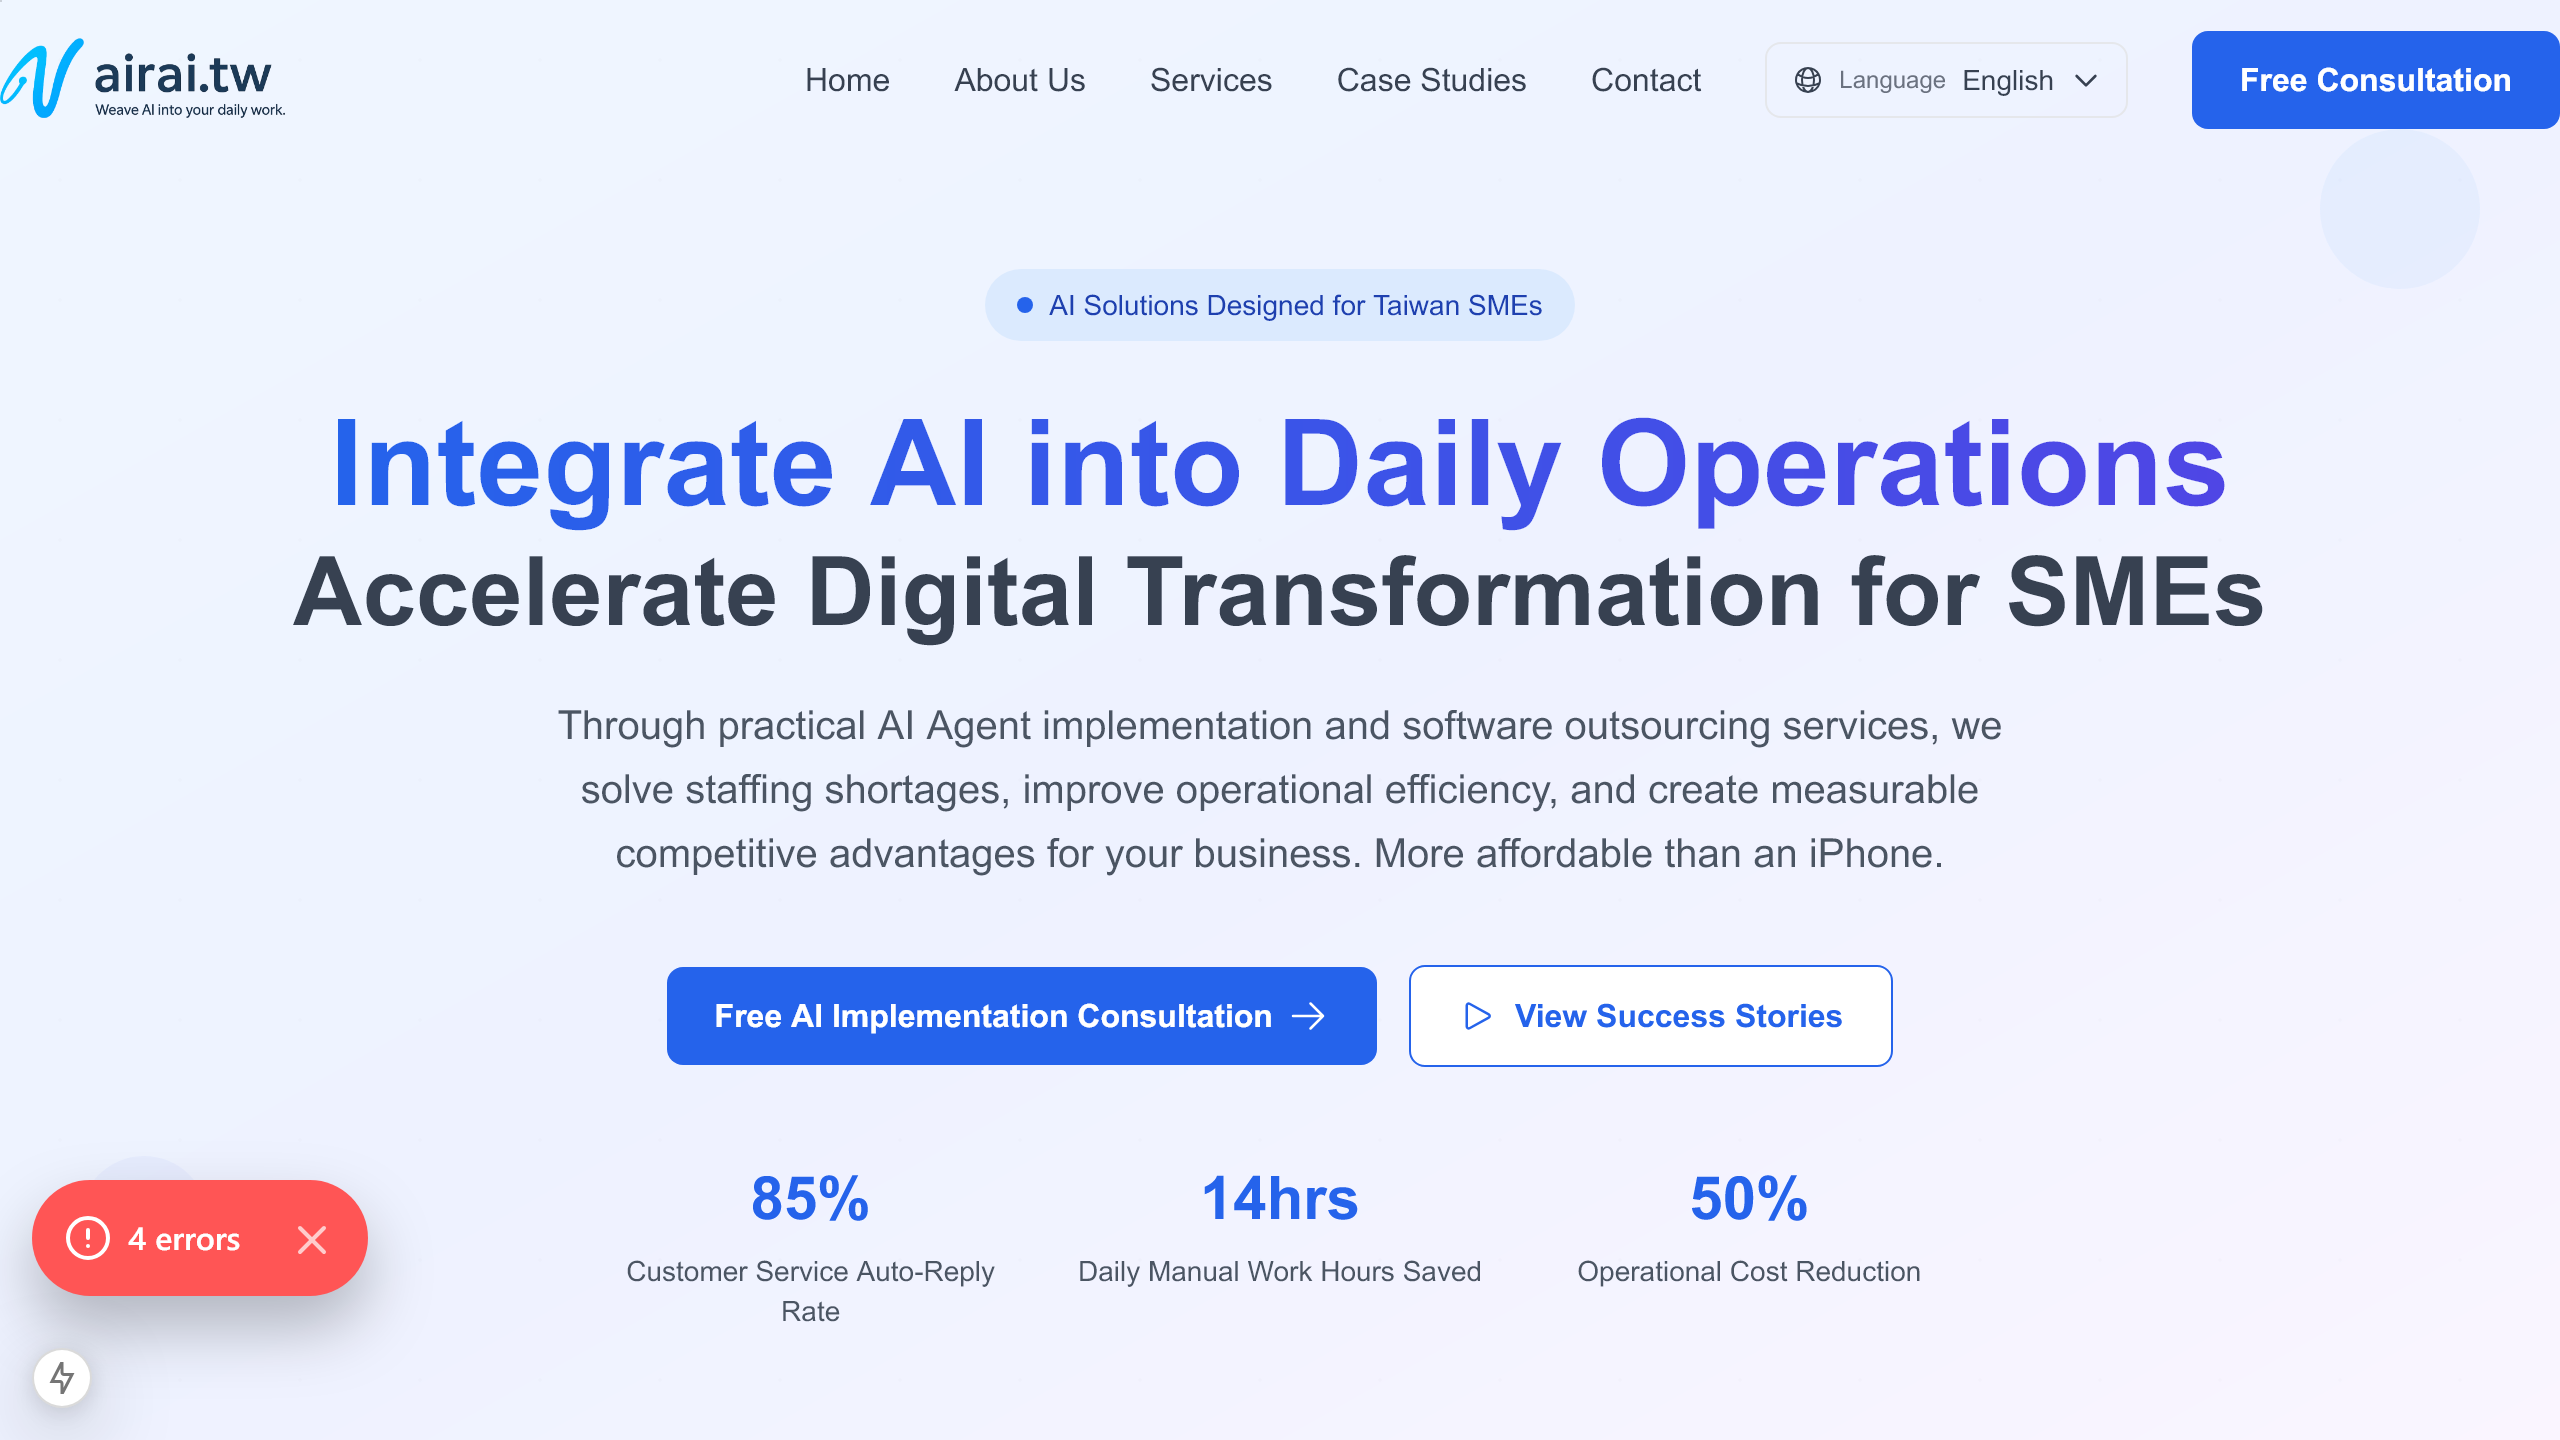 airai.tw
Weave AI into your daily work.
Home
About Us
Services
Case Studies
Contact
Language English
Free Consultation
AI Solutions Designed for Taiwan SMEs
Integrate AI into Daily Operations
Accelerate Digital Transformation for SMEs
Through practical AI Agent implementation and software outsourcing services, we
solve staffing shortages, improve operational efficiency, and create measurable
competitive advantages for your business. More affordable than an iPhone.
Free AI Implementation Consultation
View Success Stories
85%
Customer Service Auto-Reply
Rate
14hrs
Daily Manual Work Hours Saved
50%
Operational Cost Reduction
4 errors